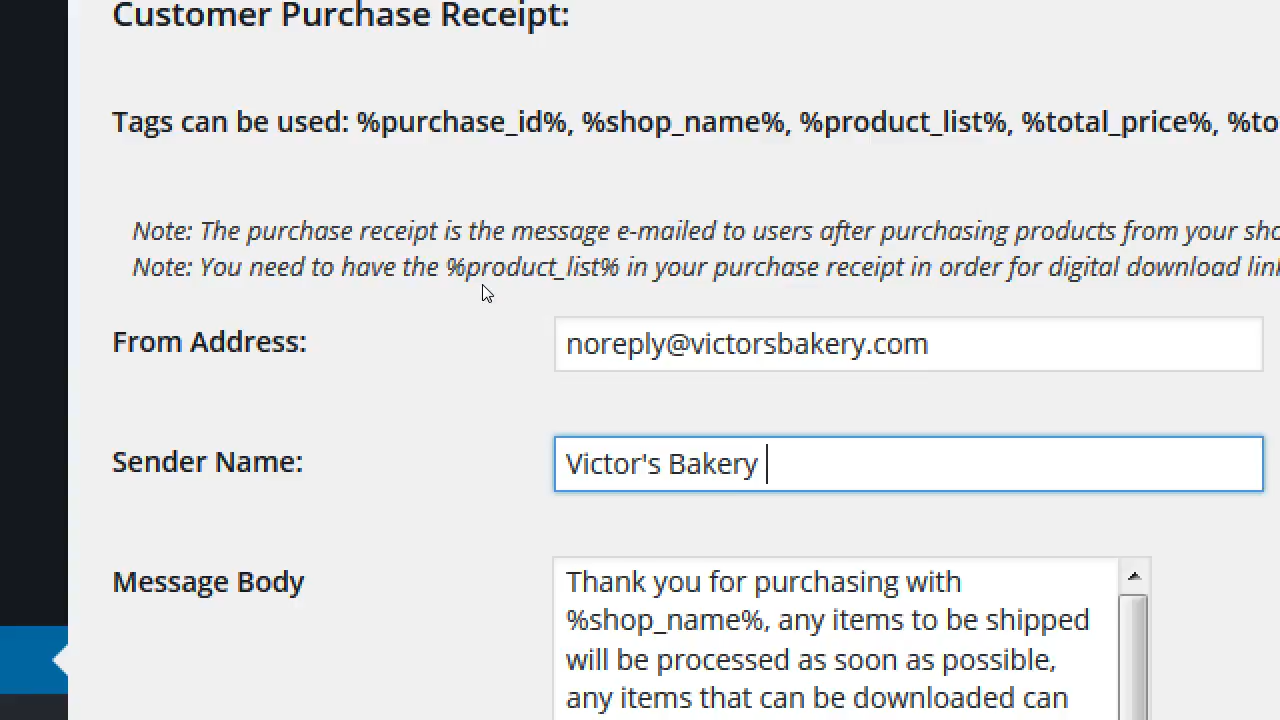 Customer Purchase Receipt:
Tags can be used: %purchase_id%, %shop_name%, %product_list%, %total_price%, %to
Note: The purchase receipt is the message e-mailed to users after purchasing products from your sho
Note: You need to have the %product_list% in your purchase receipt in order for digital download link
From Address: noreply@victorsbakery.com
Sender Name: Victor's Bakery
Message Body
Thank you for purchasing with
%shop_name%, any items to be shipped
will be processed as soon as possible,
any items that can be downloaded can